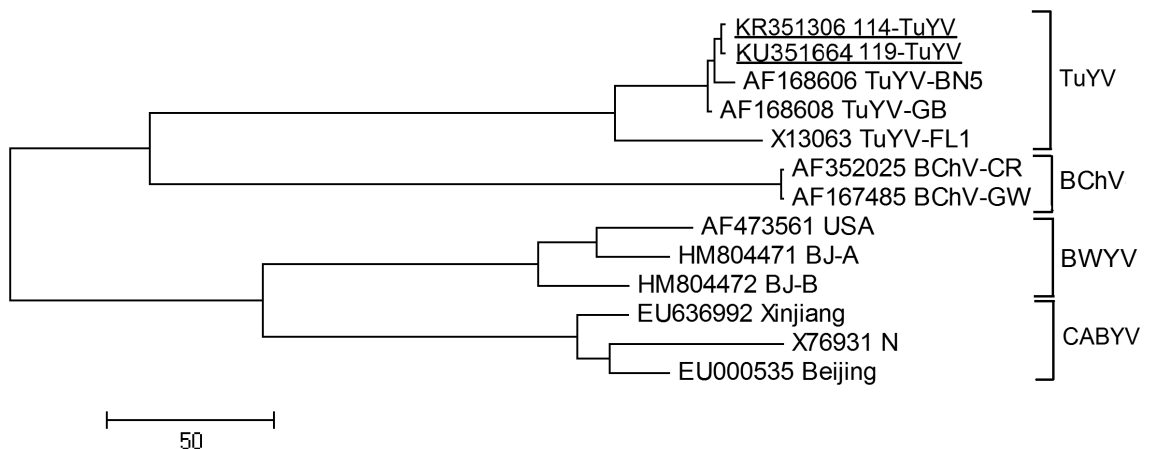 KR351306 114-TuYV
KU351664 119-TuYV
AF168606 TuYV-BN5
TuYV
AF168608 TuYV-GB
X13063 TuYV-FL1
AF352025 BChV-CR
BChV
AF167485 BChV-GW
AF473561 USA
HM804471 BJ-A
BWYV
HM804472 BJ-B
EU636992 Xinjiang
CABYV
X76931 N
EU000535 Beijing
50